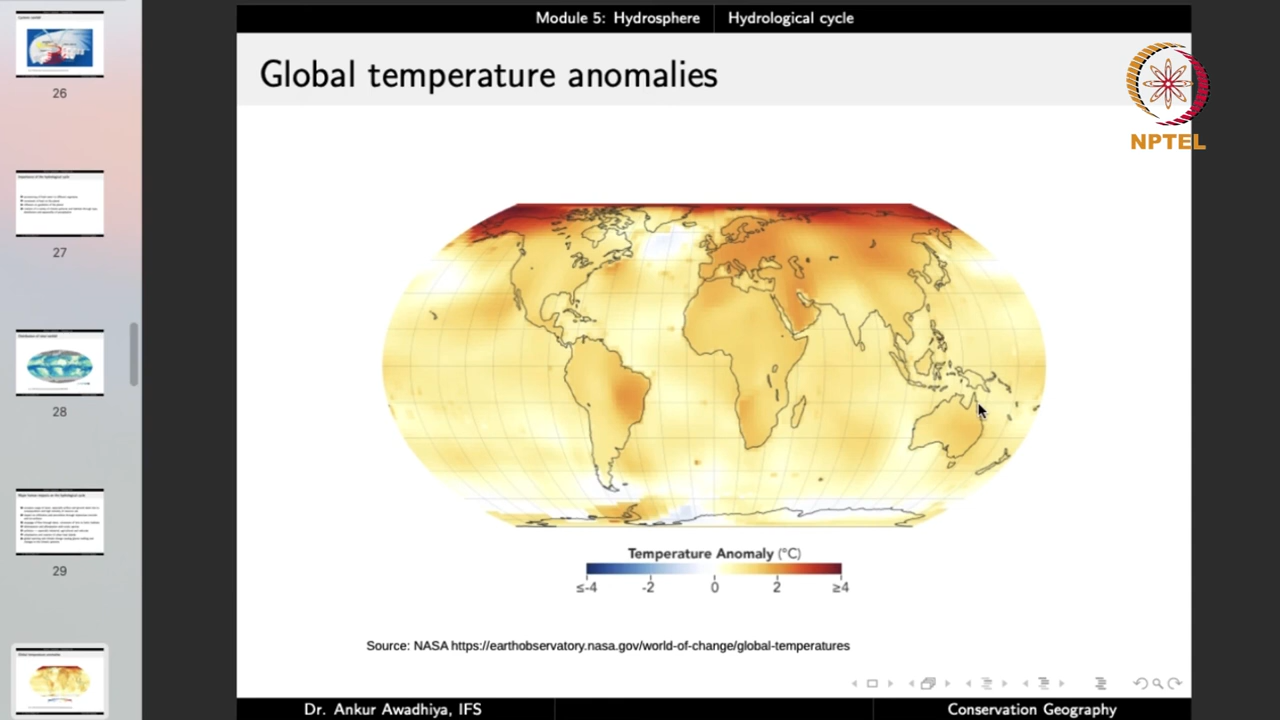 Module 5: Hydrosphere
Hydrological cycle
Global temperature anomalies
NPTEL
26
27
28
29
Temperature Anomaly (°C)
≤-4 -2 0 2 ≥4
Source: NASA https://earthobservatory.nasa.gov/world-of-change/global-temperatures
Dr. Ankur Awadhiya, IFS
Conservation Geography